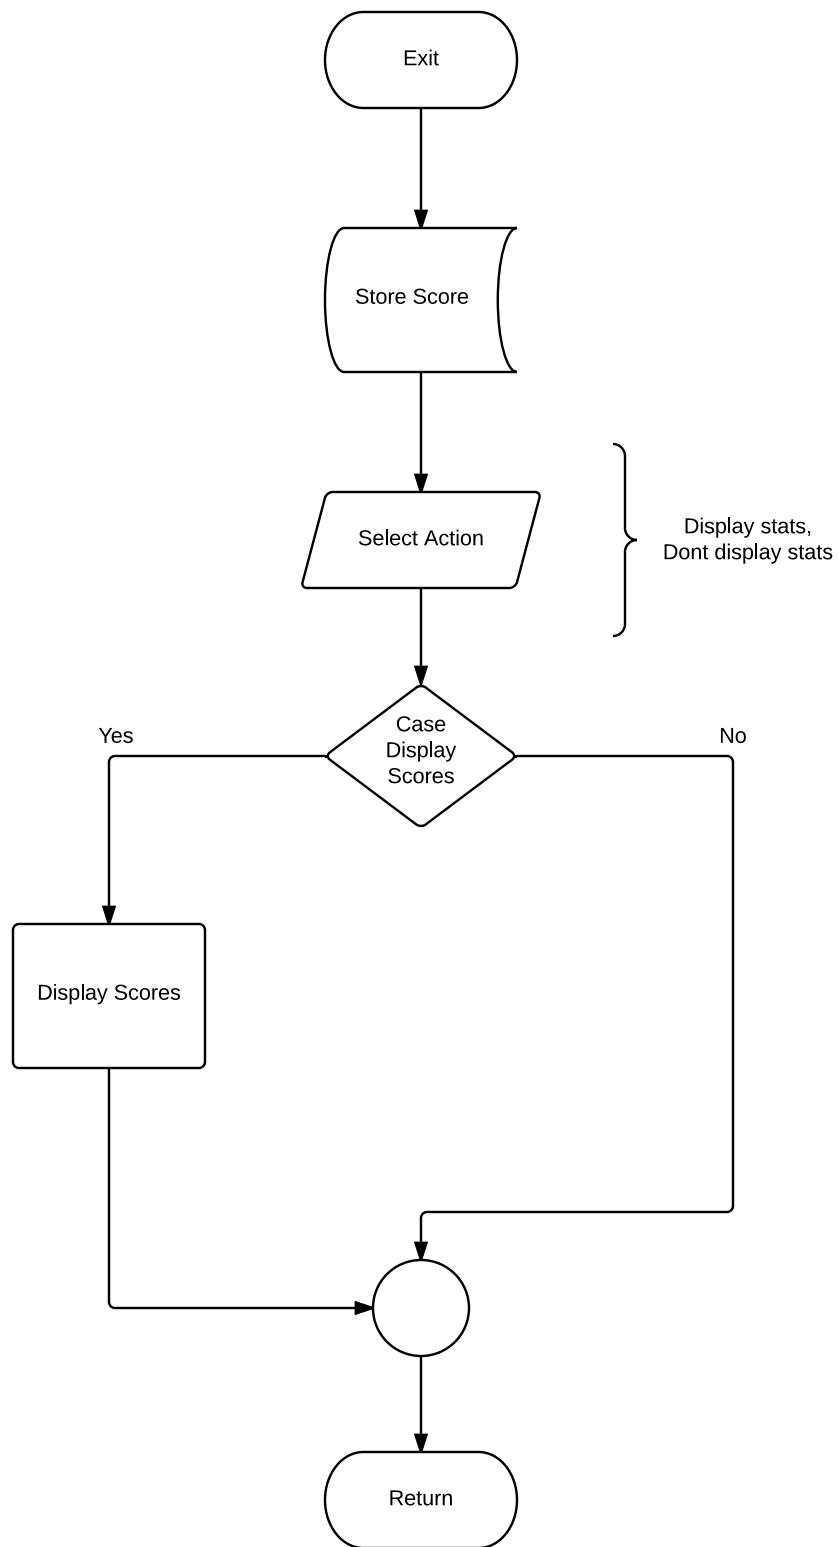 Exit
Store Score
Select Action
Display stats,
Dont display stats
Case
Display
Scores
Yes
No
Display Scores
Return